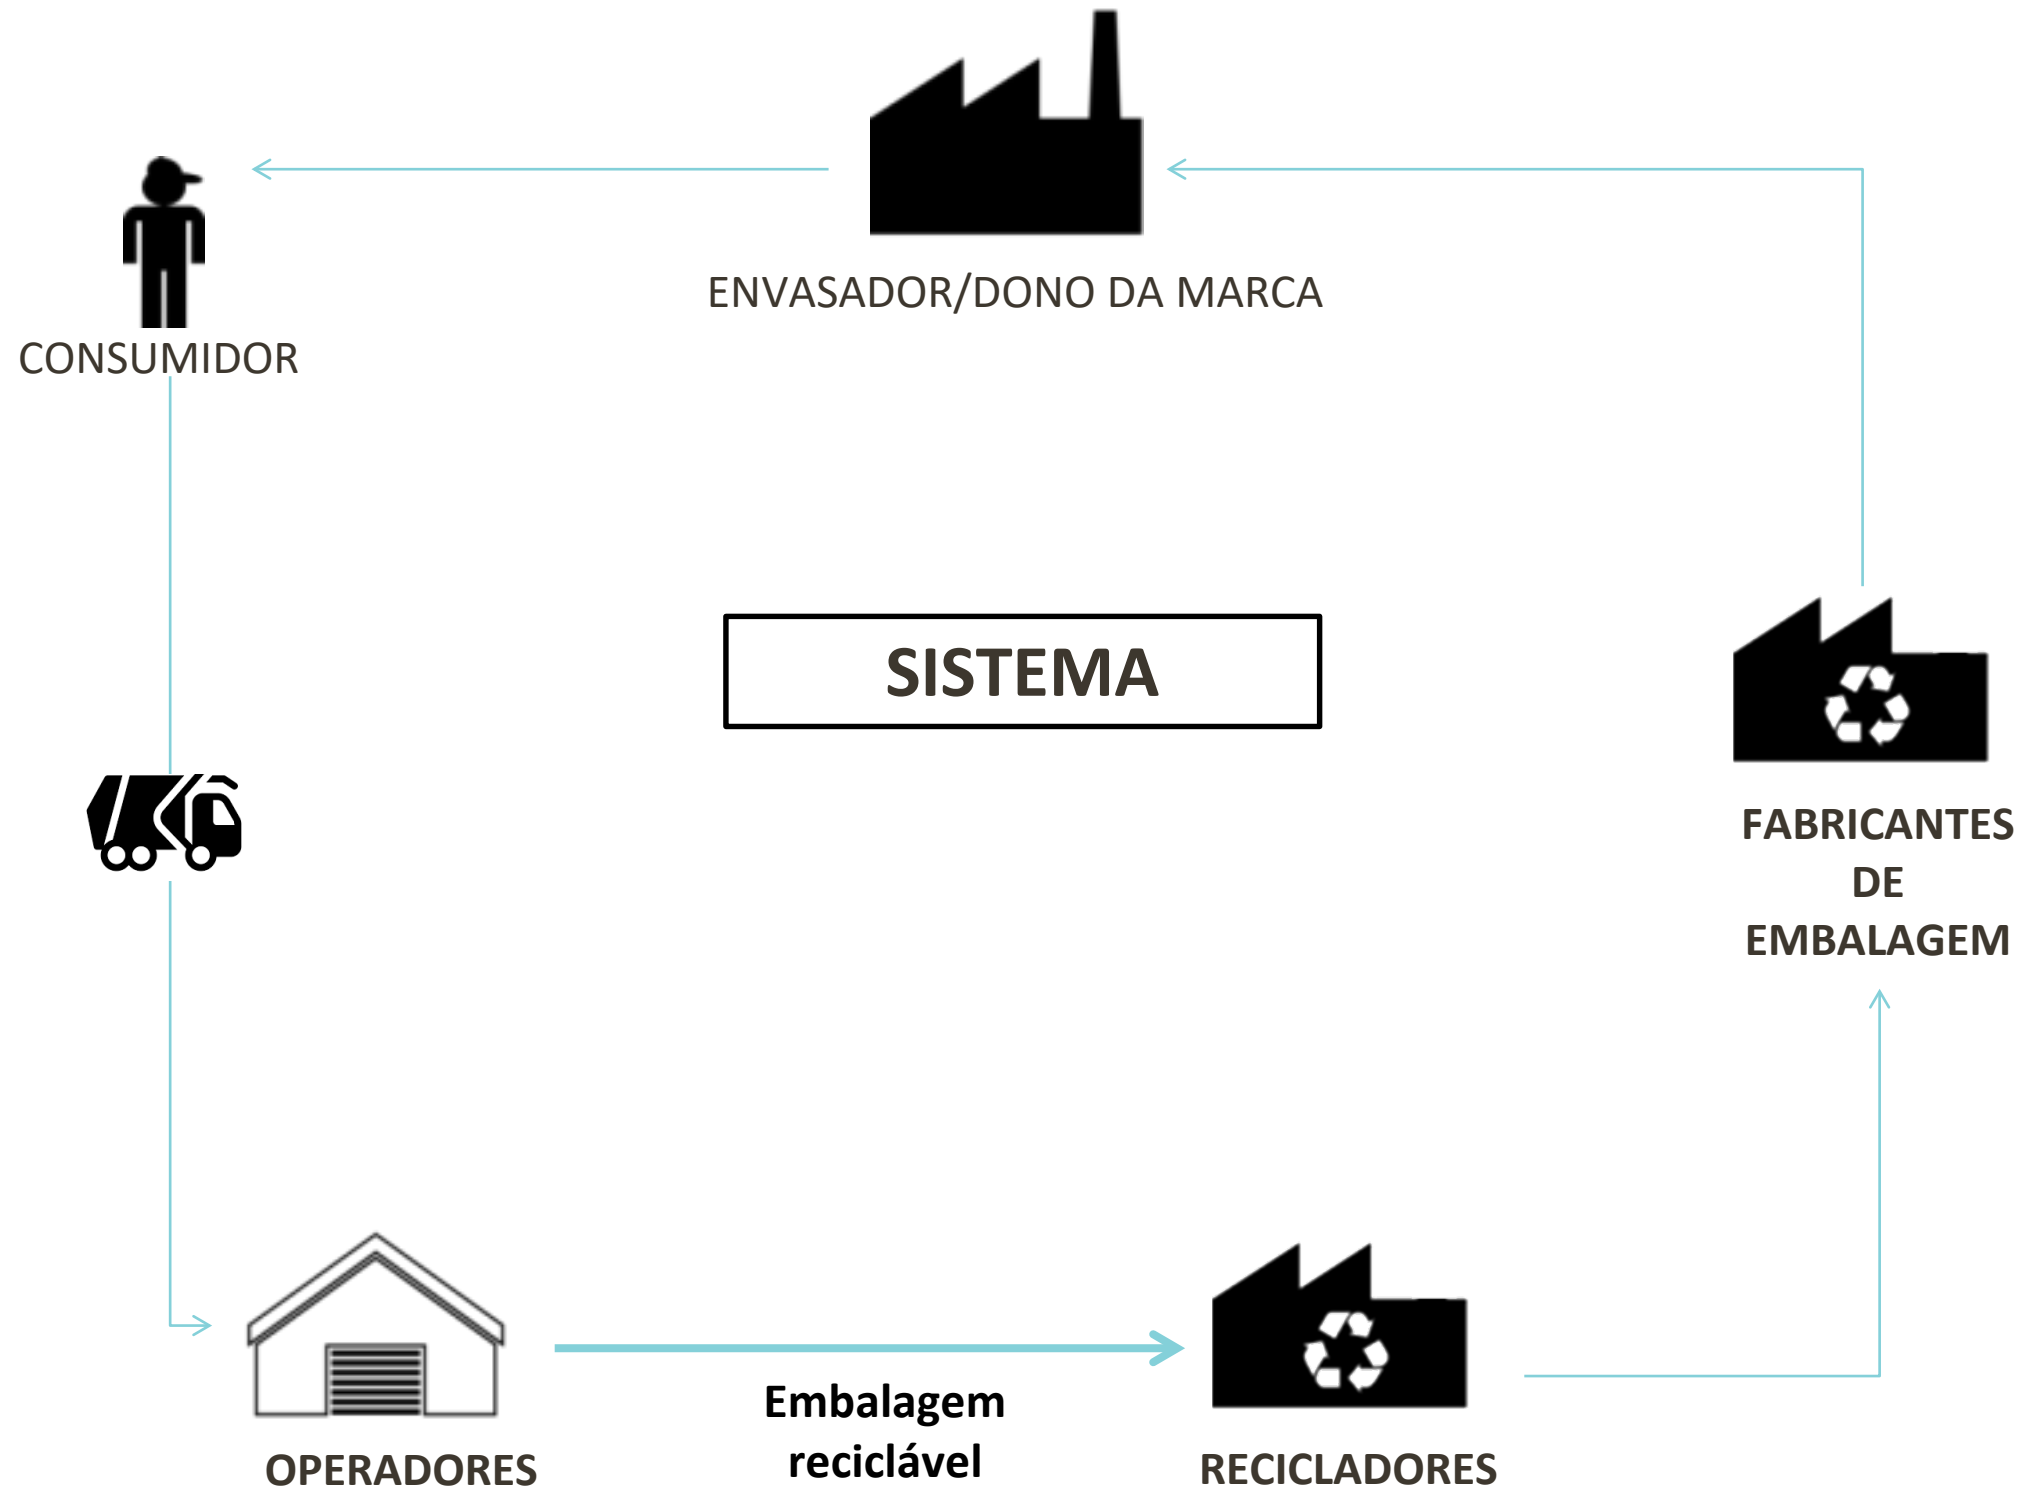 ENVASADOR/DONO DA MARCA
CONSUMIDOR
SISTEMA
FABRICANTES
DE
EMBALAGEM
Embalagem
reciclável
OPERADORES
RECICLADORES